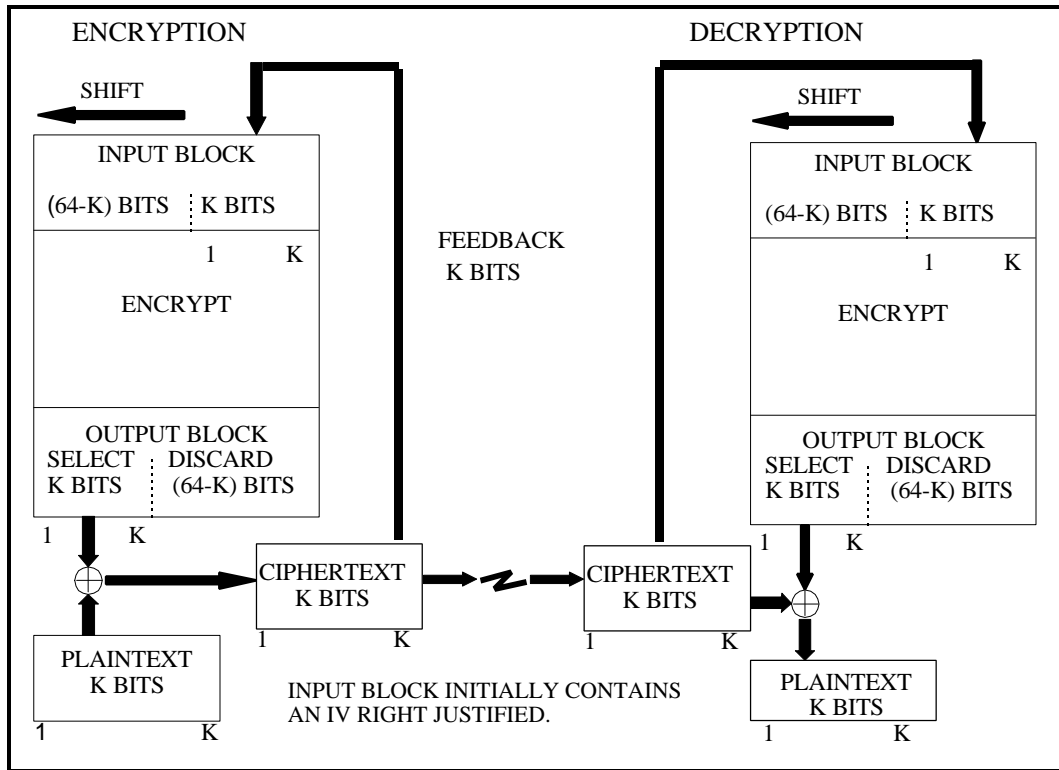 ENCRYPTION
SHIFT
INPUT BLOCK
(64-K) BITS K BITS
1 K
ENCRYPT
OUTPUT BLOCK
SELECT DISCARD
K BITS (64-K) BITS
1 K
PLAINTEXT
K BITS
1 K
CIPHERTEXT
K BITS
1 K
FEEDBACK
K BITS
INPUT BLOCK INITIALLY CONTAINS
AN IV RIGHT JUSTIFIED.
DECRYPTION
SHIFT
INPUT BLOCK
(64-K) BITS K BITS
1 K
ENCRYPT
OUTPUT BLOCK
SELECT DISCARD
K BITS (64-K) BITS
1 K
CIPHERTEXT
K BITS
1 K
PLAINTEXT
K BITS
1 K